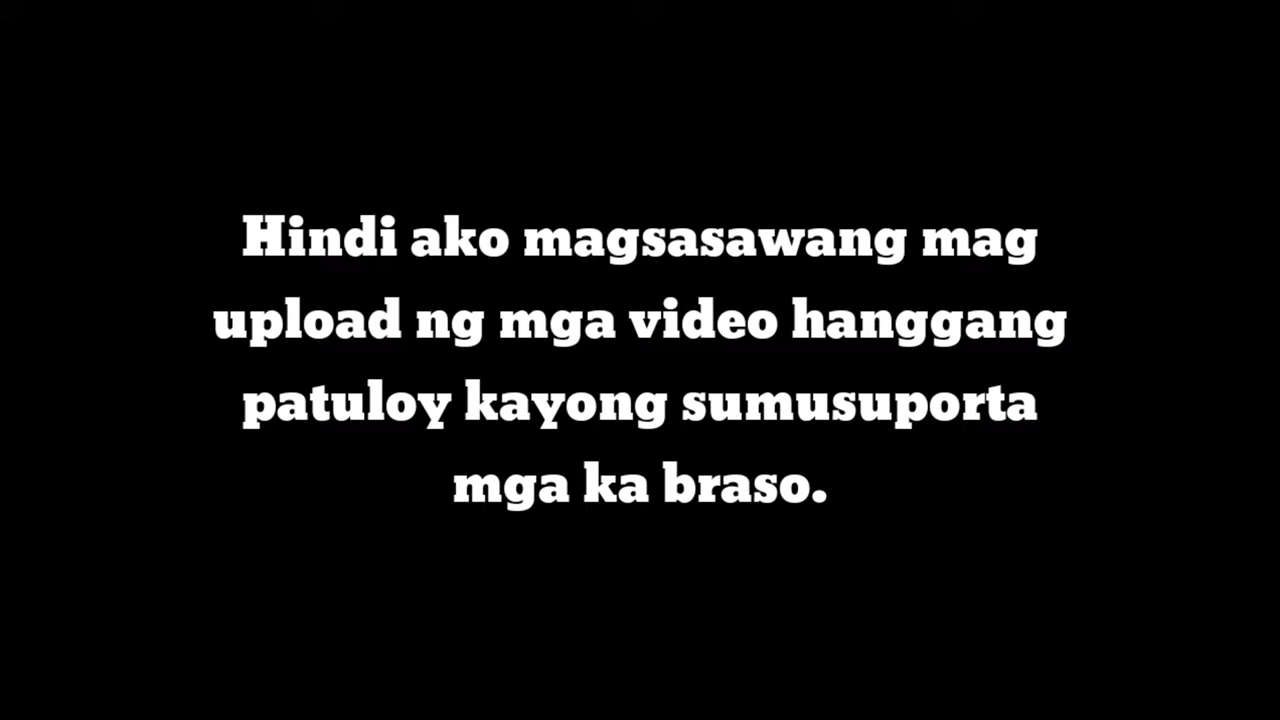 Hindi ako magsasawang mag
upload ng mga video hanggang
patuloy kayong sumusuporta
mga ka braso.